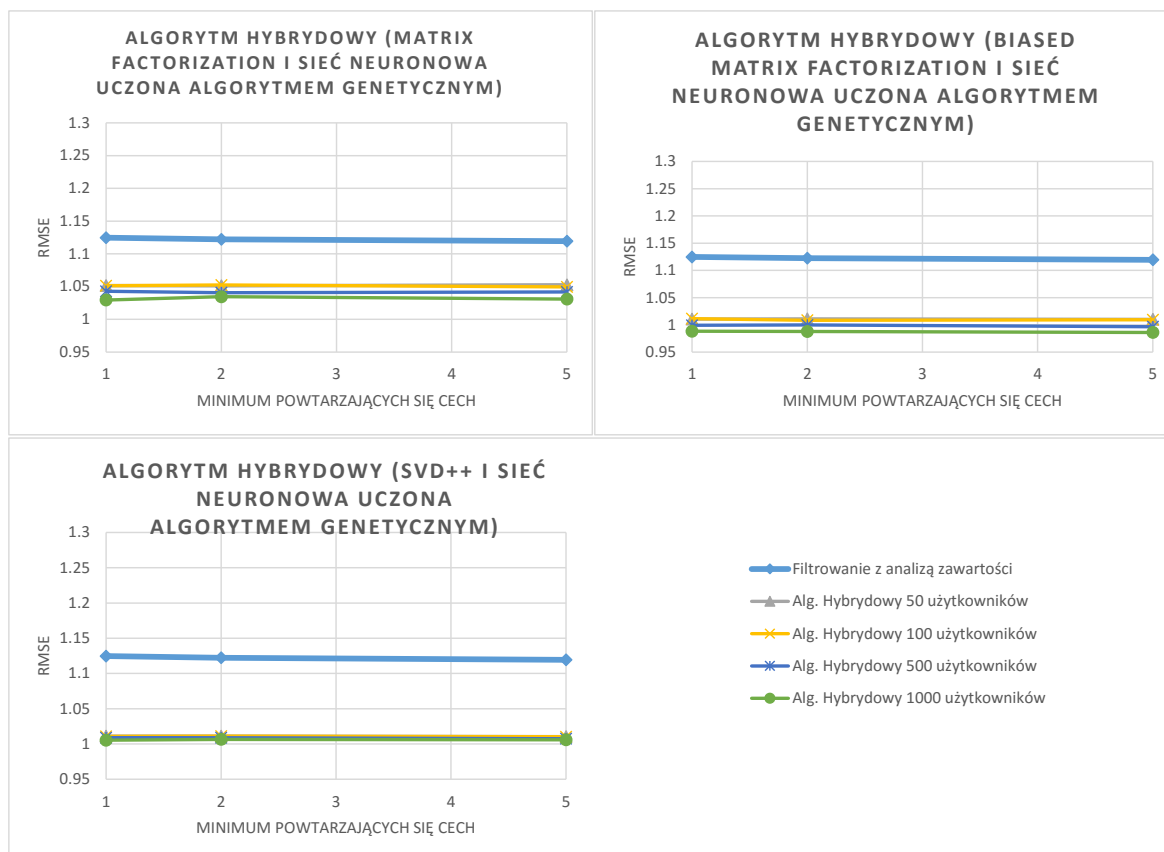 ALGORYTM HYBRYDOWY (MATRIX
FACTORIZATION I SIEĆ NEURONOWA
UCZONA ALGORYTMEM GENETYCZNYM)
1.3
1.25
1.2
1.15
1.1
1.05
1
0.95
RMSE
1 2 3 4 5
MINIMUM POWTARZAJĄCYCH SIĘ CECH
ALGORYTM HYBRYDOWY (BIASED
MATRIX FACTORIZATION I SIEĆ
NEURONOWA UCZONA ALGORYTMEM
GENETYCZNYM)
1.3
1.25
1.2
1.15
1.1
1.05
1
0.95
RMSE
1 2 3 4 5
MINIMUM POWTARZAJĄCYCH SIĘ CECH
ALGORYTM HYBRYDOWY (SVD++ I SIEĆ
NEURONOWA UCZONA
ALGORYTMEM GENETYCZNYM)
1.3
1.25
1.2
1.15
1.1
1.05
1
0.95
RMSE
1 2 3 4 5
MINIMUM POWTARZAJĄCYCH SIĘ CECH
Filtrowanie z analizą zawartości
Alg. Hybrydowy 50 użytkowników
Alg. Hybrydowy 100 użytkowników
Alg. Hybrydowy 500 użytkowników
Alg. Hybrydowy 1000 użytkowników